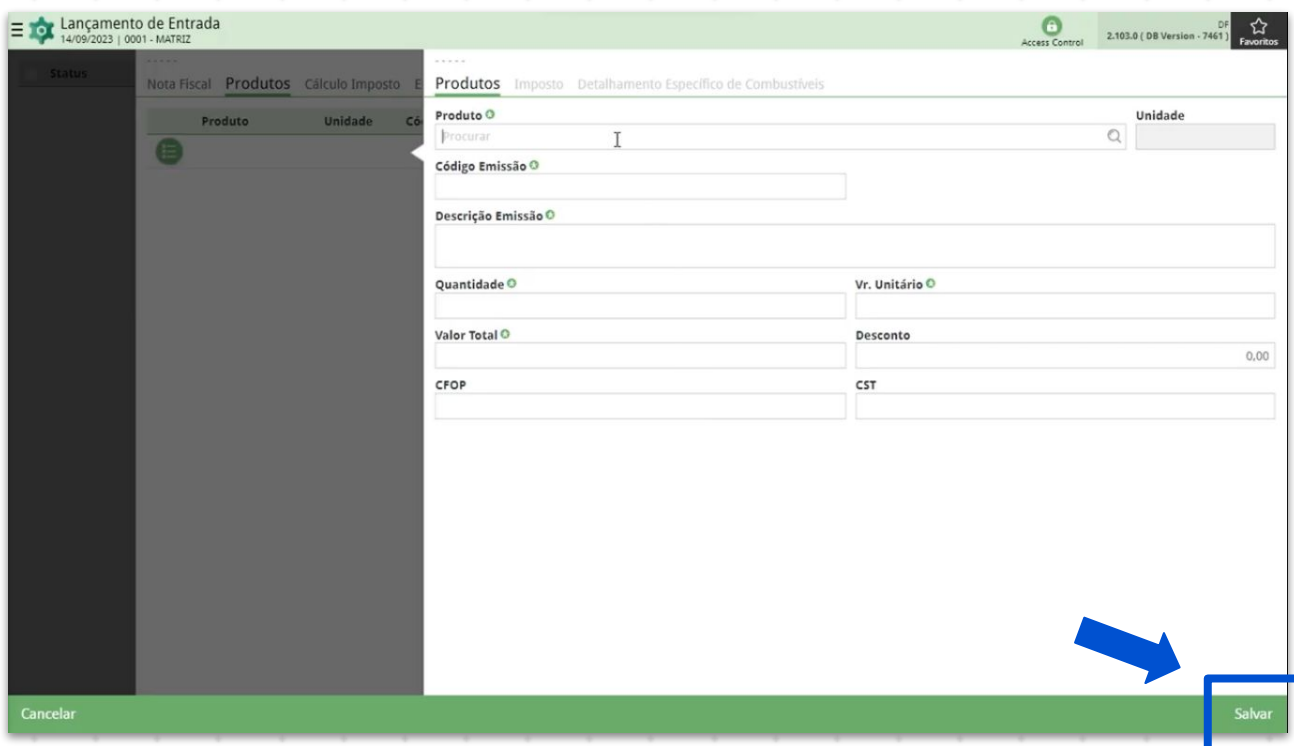 Lançamento de Entrada
14/09/2023 | 0001 - MATRIZ
Access Control
DF
2.103.0 ( DB Version - 7461 )
Favoritos
Status
Nota Fiscal Produtos Cálculo Imposto E
Produto Unidade Có
Produtos Imposto Detalhamento Específico de Combustíveis
Produto Unidade
Procurar
Código Emissão
Descrição Emissão
Quantidade Vr. Unitário
Valor Total Desconto
0,00
CFOP CST
Cancelar Salvar